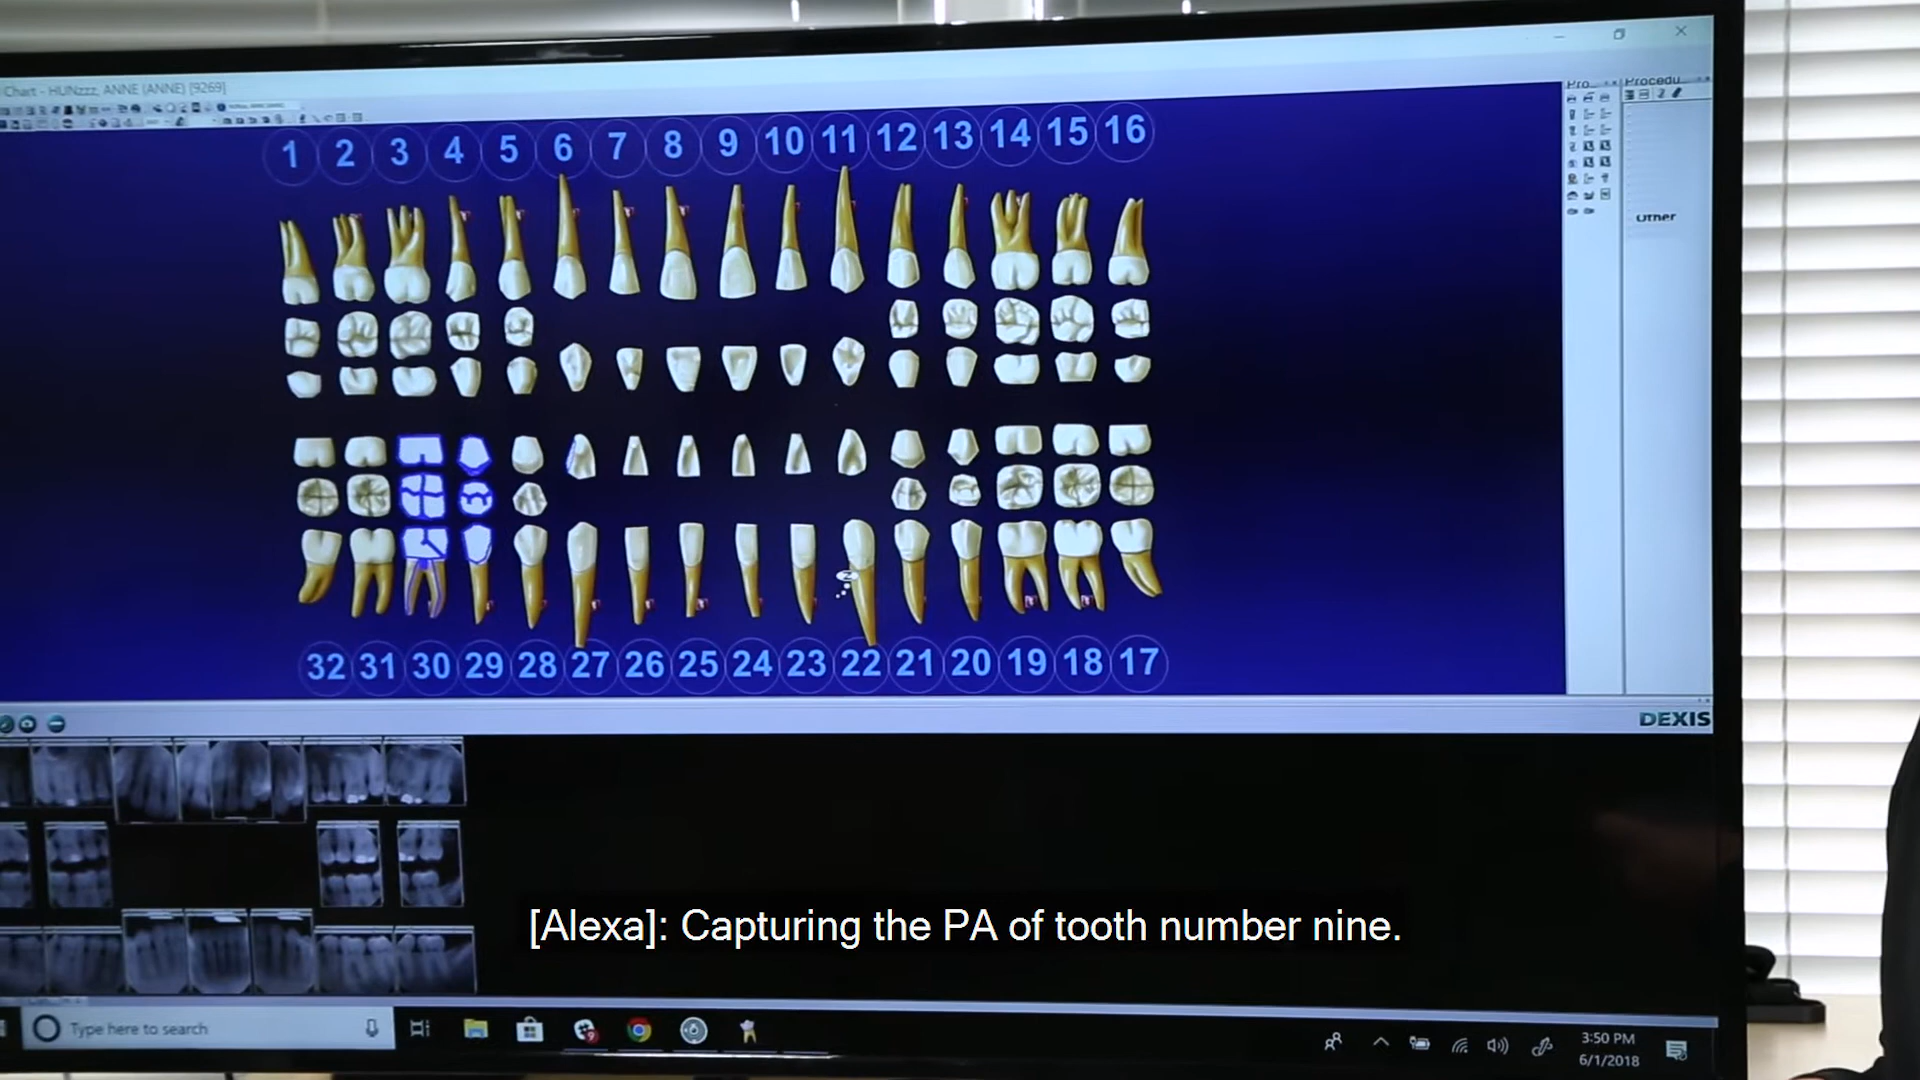 Chart - HUNzzz, ANNE (ANNE) [9269]
Pro...
Procedu...
1 2 3 4 5 6 7 8 9 10 11 12 13 14 15 16
Other
32 31 30 29 28 27 26 25 24 23 22 21 20 19 18 17
DEXIS
[Alexa]: Capturing the PA of tooth number nine.
Type here to search
9
3:50 PM
6/1/2018